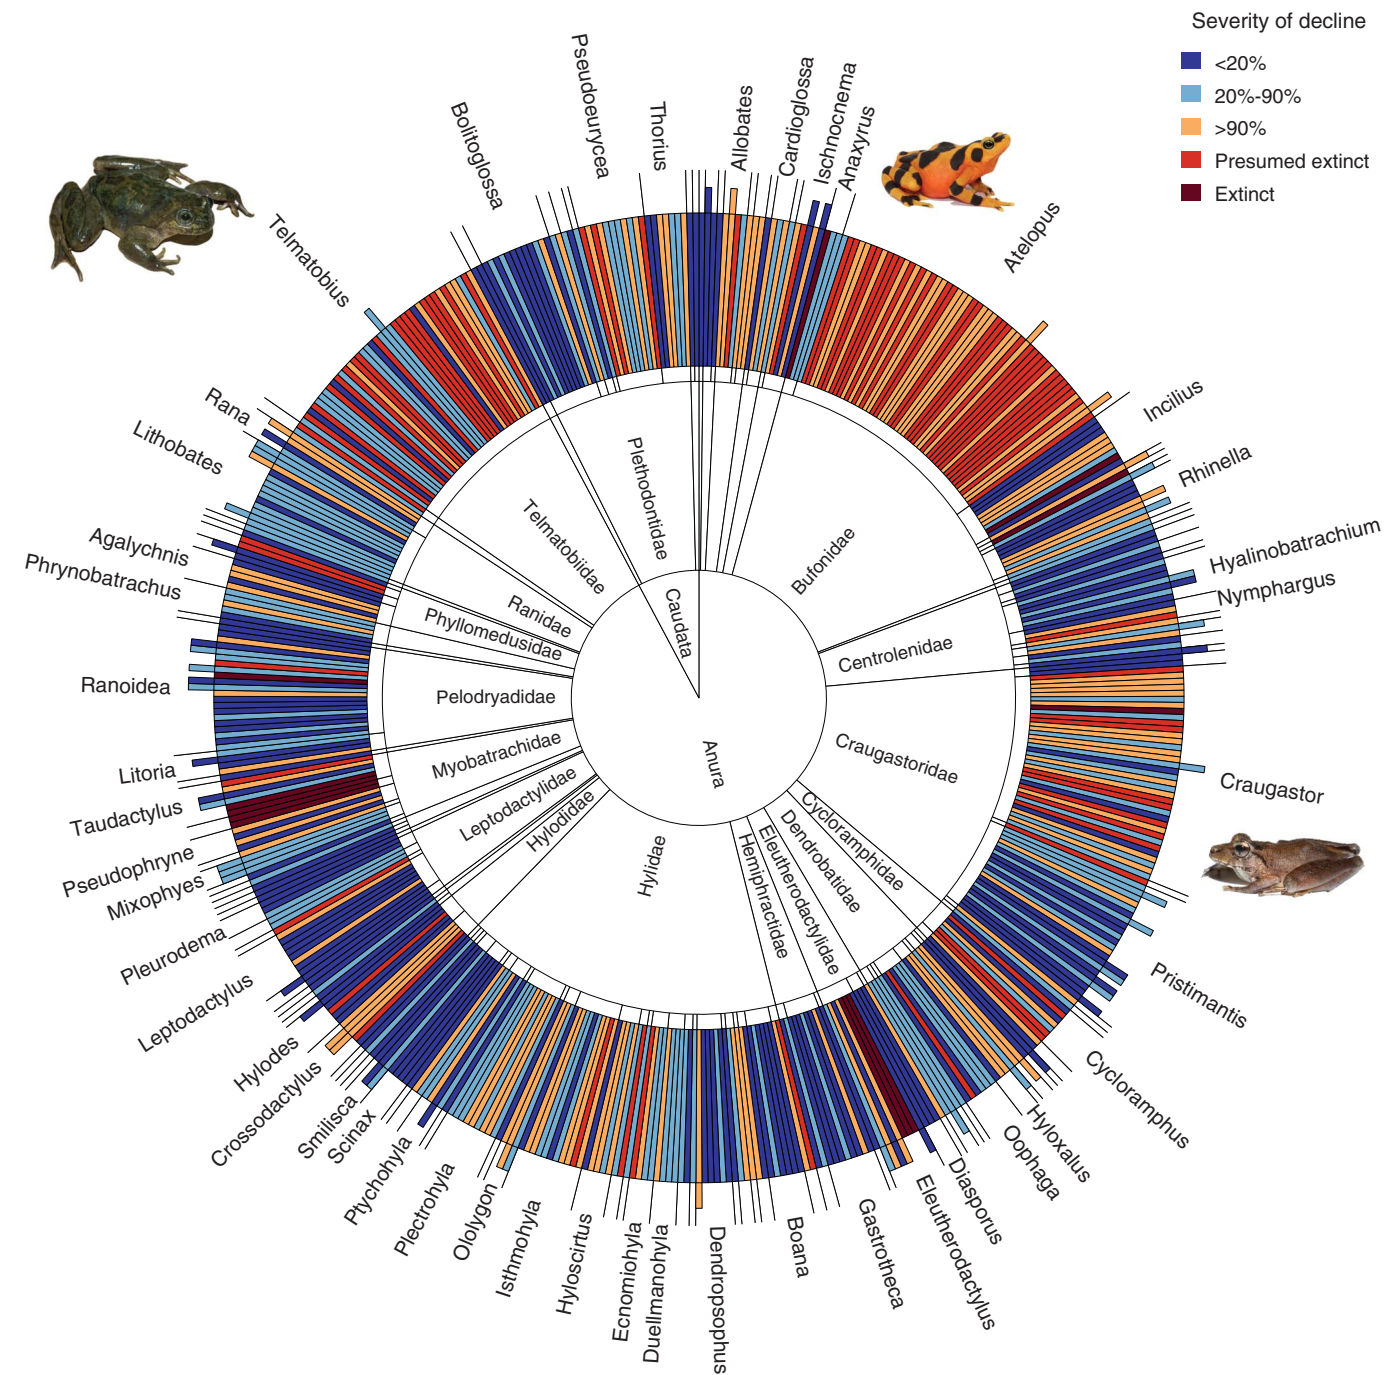 Severity of decline
<20%
20%-90%
>90%
Presumed extinct
Extinct
Thorius
Allobates
Cardioglossa
Ischnocnema
Anaxyrus
Atelopus
Incilius
Rhinella
Hyalinobatrachium
Nymphargus
Craugastor
Pristimantis
Cycloramphus
Hyloxalus
Oophaga
Diasporus
Eleutherodactylus
Gastrotheca
Boana
Dendropsophus
Duellmanohyla
Ecnomiohyla
Hyloscirtus
Isthmohyla
Ololygon
Plectrohyla
Ptychohyla
Scinax
Smilisca
Crossodactylus
Hylodes
Leptodactylus
Pleurodema
Mixophyes
Pseudophryne
Taudactylus
Litoria
Ranoidea
Phrynobatrachus
Agalychnis
Lithobates
Rana
Telmatobius
Bolitoglossa
Pseudoeurycea
Bufonidae
Centrolenidae
Craugastoridae
Cycloramphidae
Dendrobatidae
Eleutherodactylidae
Hemiphractidae
Hylidae
Hylodidae
Leptodactylidae
Myobatrachidae
Pelodryadidae
Phyllomedusidae
Ranidae
Telmatobiidae
Plethodontidae
Caudata
Anura